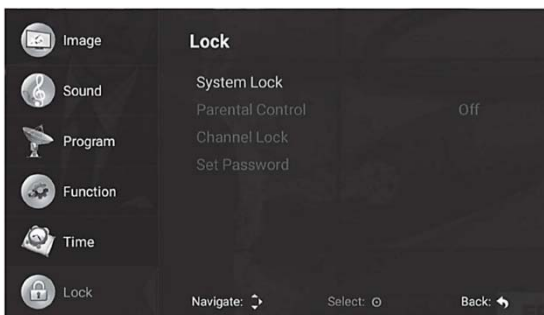 Image
Sound
Program
Function
Time
Lock
Lock
System Lock
Parental Control Off
Channel Lock
Set Password
Navigate: Select: Back: